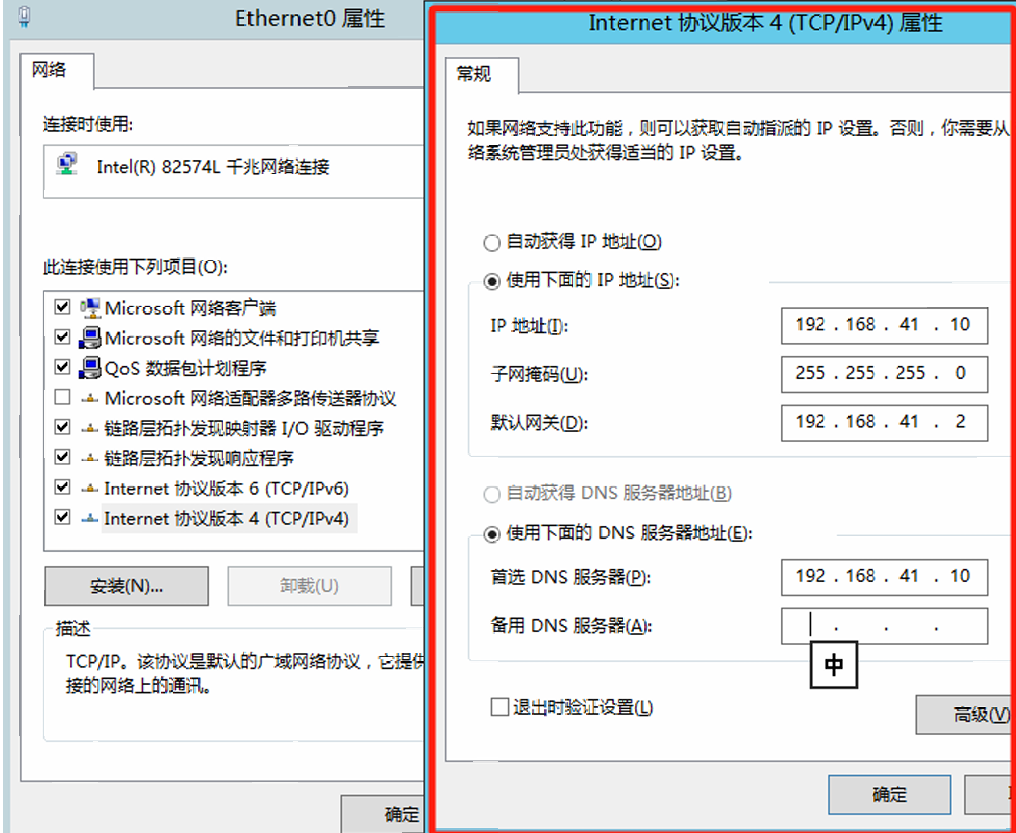 Ethernet0 属性
网络
连接时使用:
Intel(R) 82574L 千兆网络连接
此连接使用下列项目(O):
Microsoft 网络客户端
Microsoft 网络的文件和打印机共享
QoS 数据包计划程序
Microsoft 网络适配器多路传送器协议
链路层拓扑发现映射器 I/O 驱动程序
链路层拓扑发现响应程序
Internet 协议版本 6 (TCP/IPv6)
Internet 协议版本 4 (TCP/IPv4)
安装(N)...
卸载(U)
描述
TCP/IP。该协议是默认的广域网络协议，它提供
接的网络上的通讯。
确定
Internet 协议版本 4 (TCP/IPv4) 属性
常规
如果网络支持此功能，则可以获取自动指派的 IP 设置。否则，你需要从
络系统管理员处获得适当的 IP 设置。
自动获得 IP 地址(O)
使用下面的 IP 地址(S):
IP 地址(I): 192 . 168 . 41 . 10
子网掩码(U): 255 . 255 . 255 . 0
默认网关(D): 192 . 168 . 41 . 2
自动获得 DNS 服务器地址(B)
使用下面的 DNS 服务器地址(E):
首选 DNS 服务器(P): 192 . 168 . 41 . 10
备用 DNS 服务器(A): . . .
中
退出时验证设置(L)
高级(V)
确定